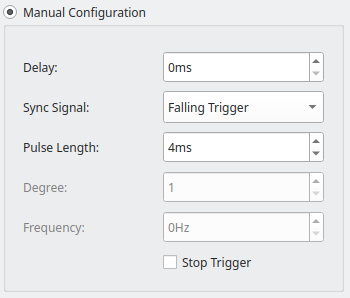 Manual Configuration
Delay: 0ms
Sync Signal: Falling Trigger
Pulse Length: 4ms
Degree: 1
Frequency: 0Hz
Stop Trigger